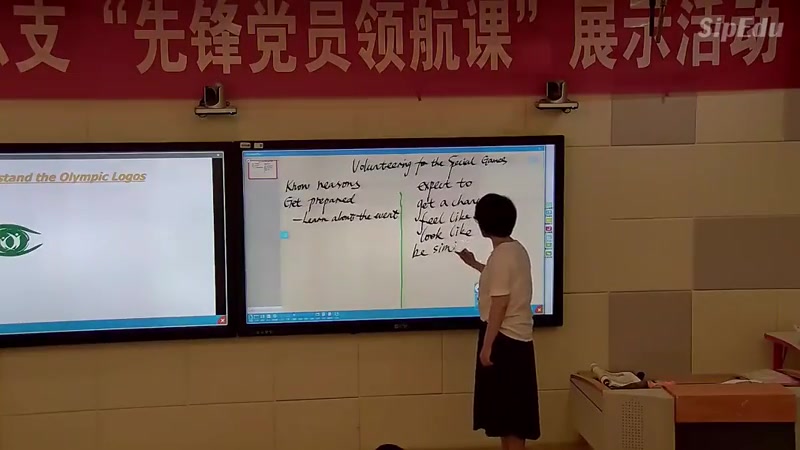 支“先锋党员领航课”展示活动
SipEdu
stand the Olympic Logos
Volunteering for the Special Games
Know reasons
Get prepared
—Learn about the event
expect to
get a chan
feel like
look like
be simi